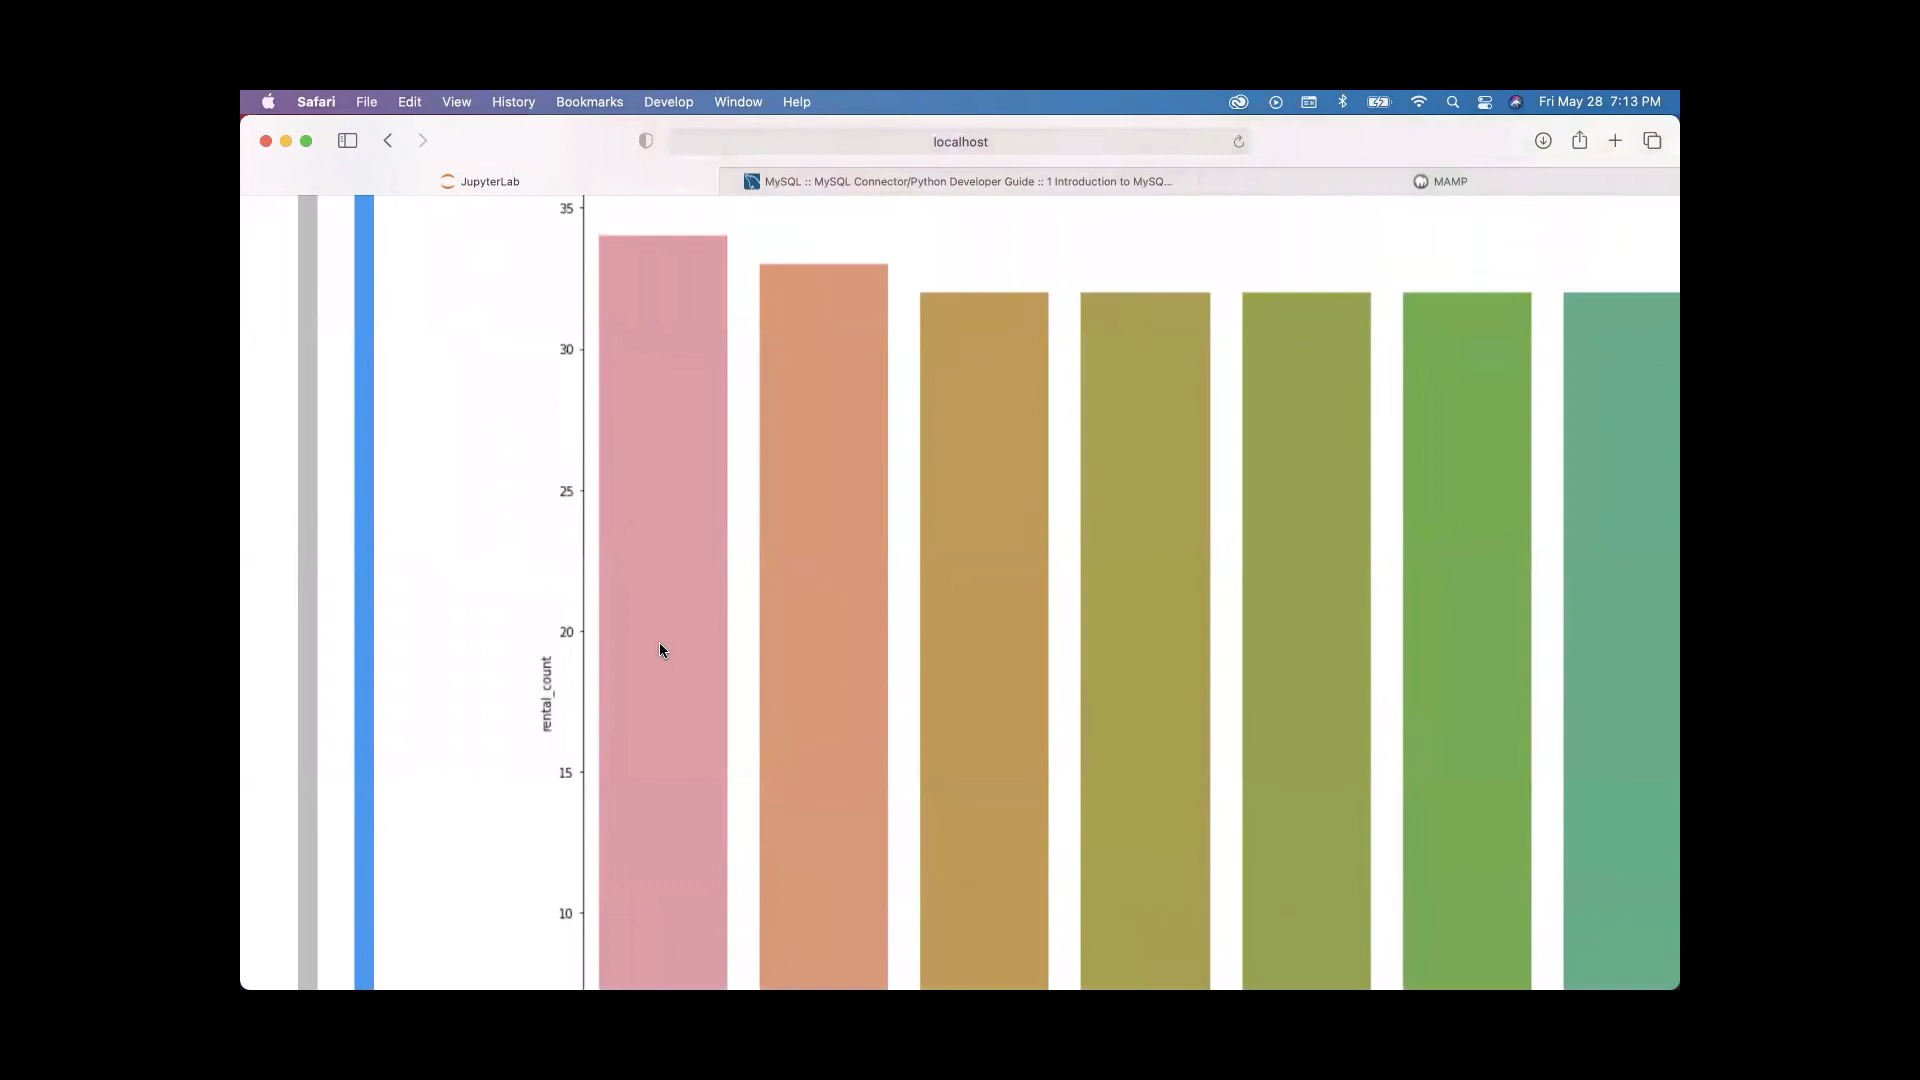 Safari File Edit View History Bookmarks Develop Window Help Fri May 28 7:13 PM
localhost
JupyterLab MySQL :: MySQL Connector/Python Developer Guide :: 1 Introduction to MySQ... MAMP
35
30
25
20
rental_count
15
10